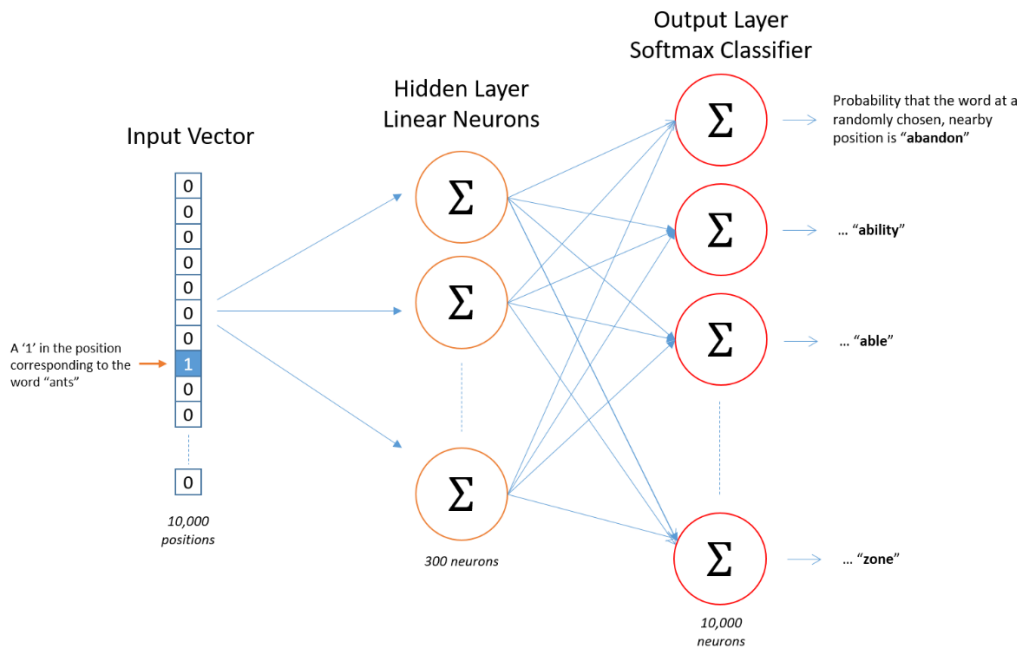 Output Layer
Softmax Classifier
Hidden Layer
Linear Neurons
Input Vector
0
0
0
0
0
0
0
1
0
0
0
A ‘1’ in the position
corresponding to the
word “ants”
10,000
positions
Σ
Σ
Σ
300 neurons
Σ
Σ
Σ
Σ
10,000
neurons
Probability that the word at a
randomly chosen, nearby
position is “abandon”
... “ability”
... “able”
... “zone”